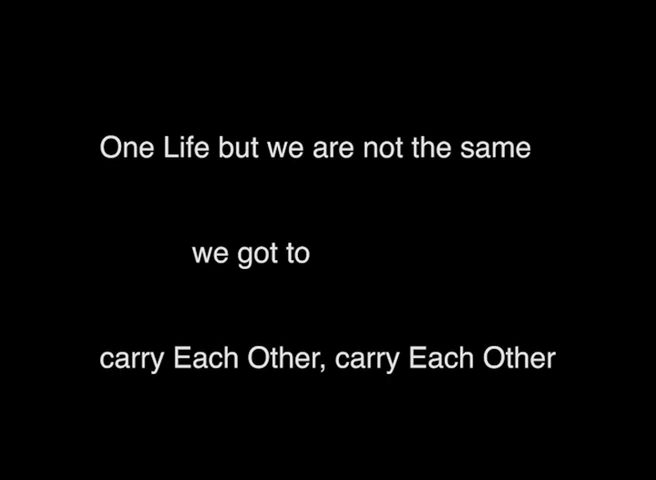 One Life but we are not the same
we got to
carry Each Other, carry Each Other